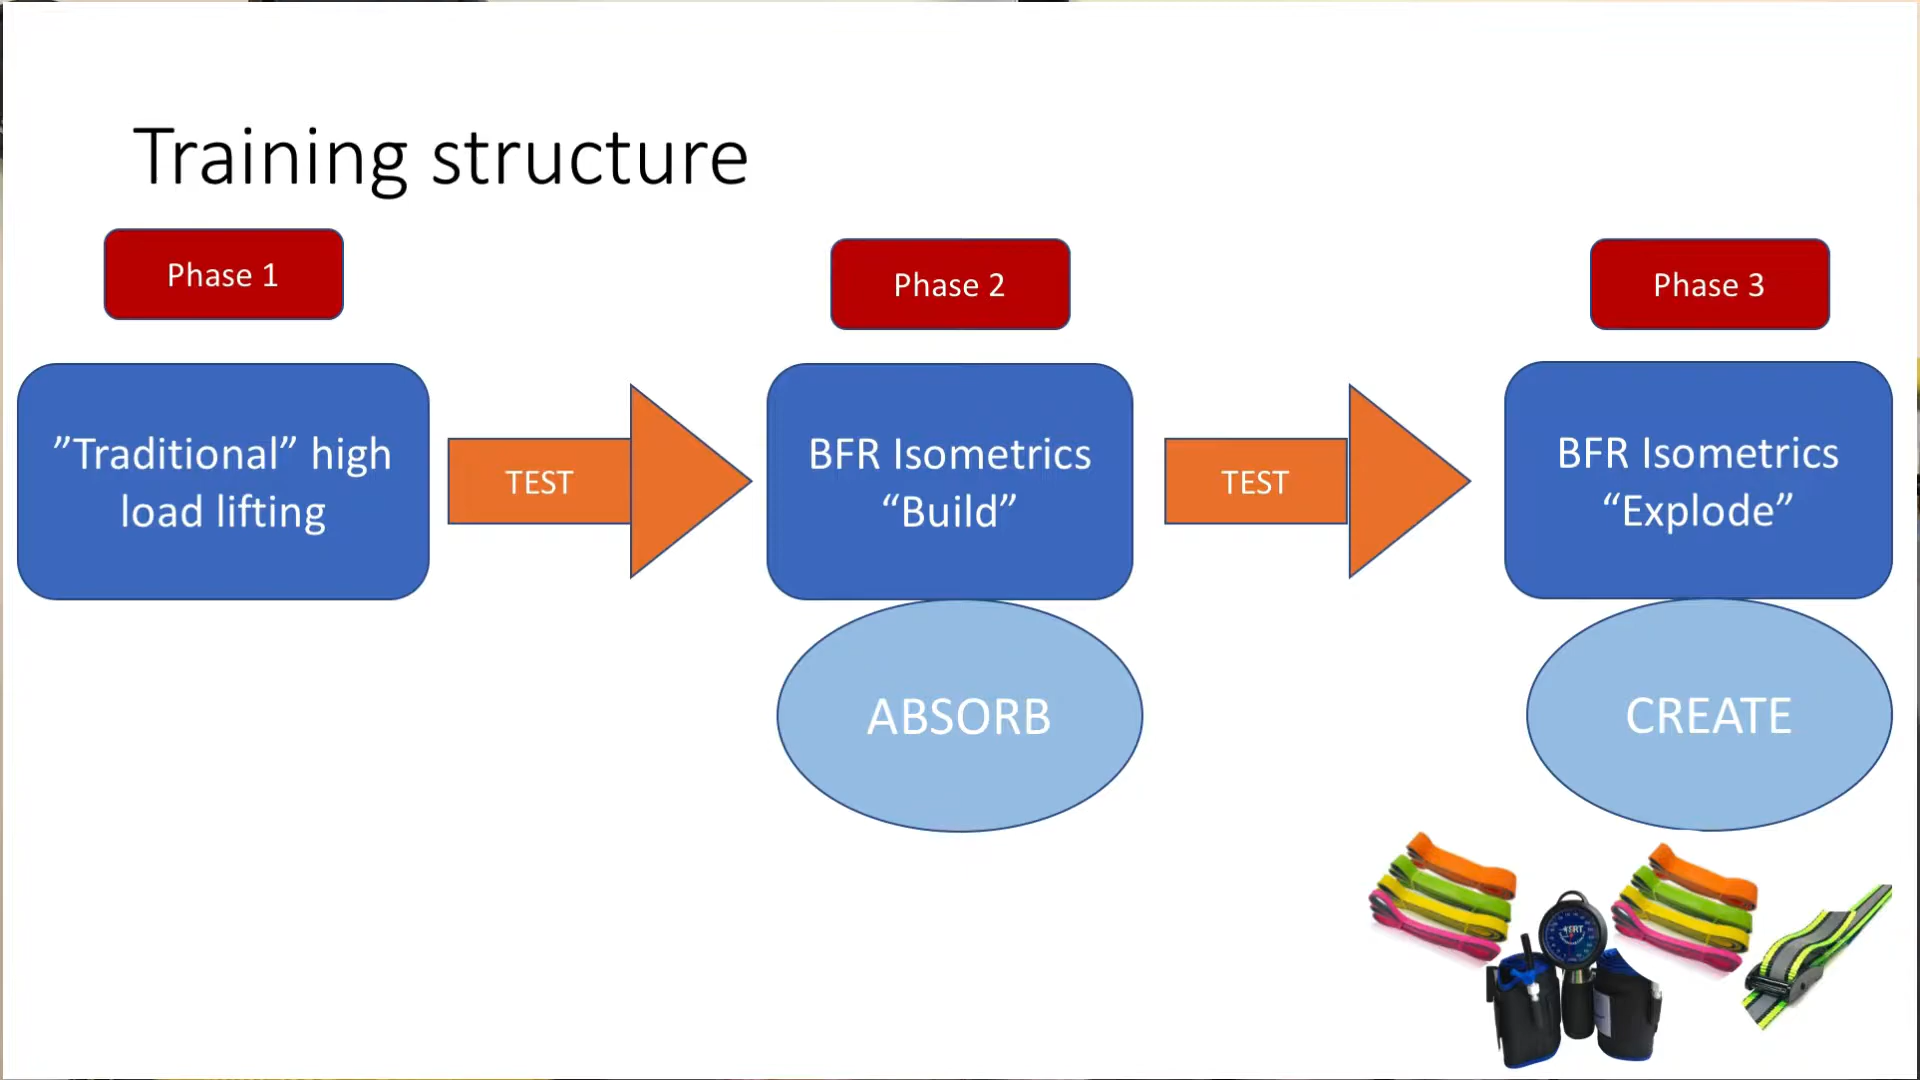 Training structure
Phase 1
Phase 2
Phase 3
”Traditional” high
load lifting
TEST
BFR Isometrics
“Build”
TEST
BFR Isometrics
“Explode”
ABSORB
CREATE